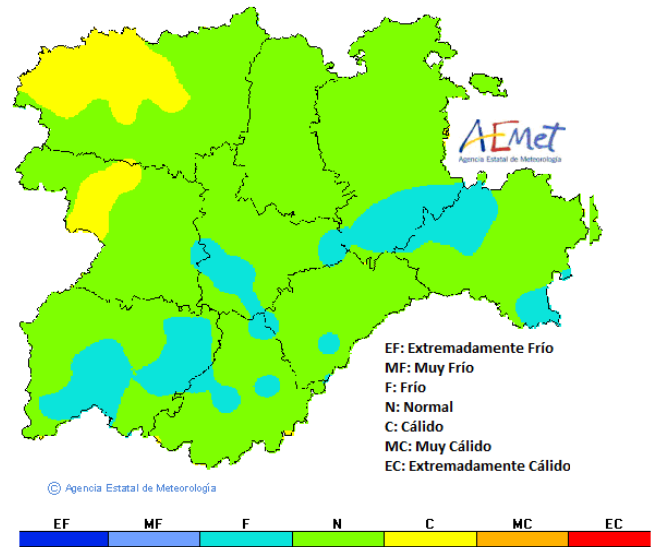 AEmet
Agencia Estatal de Meteorología
EF: Extremadamente Frío
MF: Muy Frío
F: Frío
N: Normal
C: Cálido
MC: Muy Cálido
EC: Extremadamente Cálido
© Agencia Estatal de Meteorología
EF MF F N C MC EC